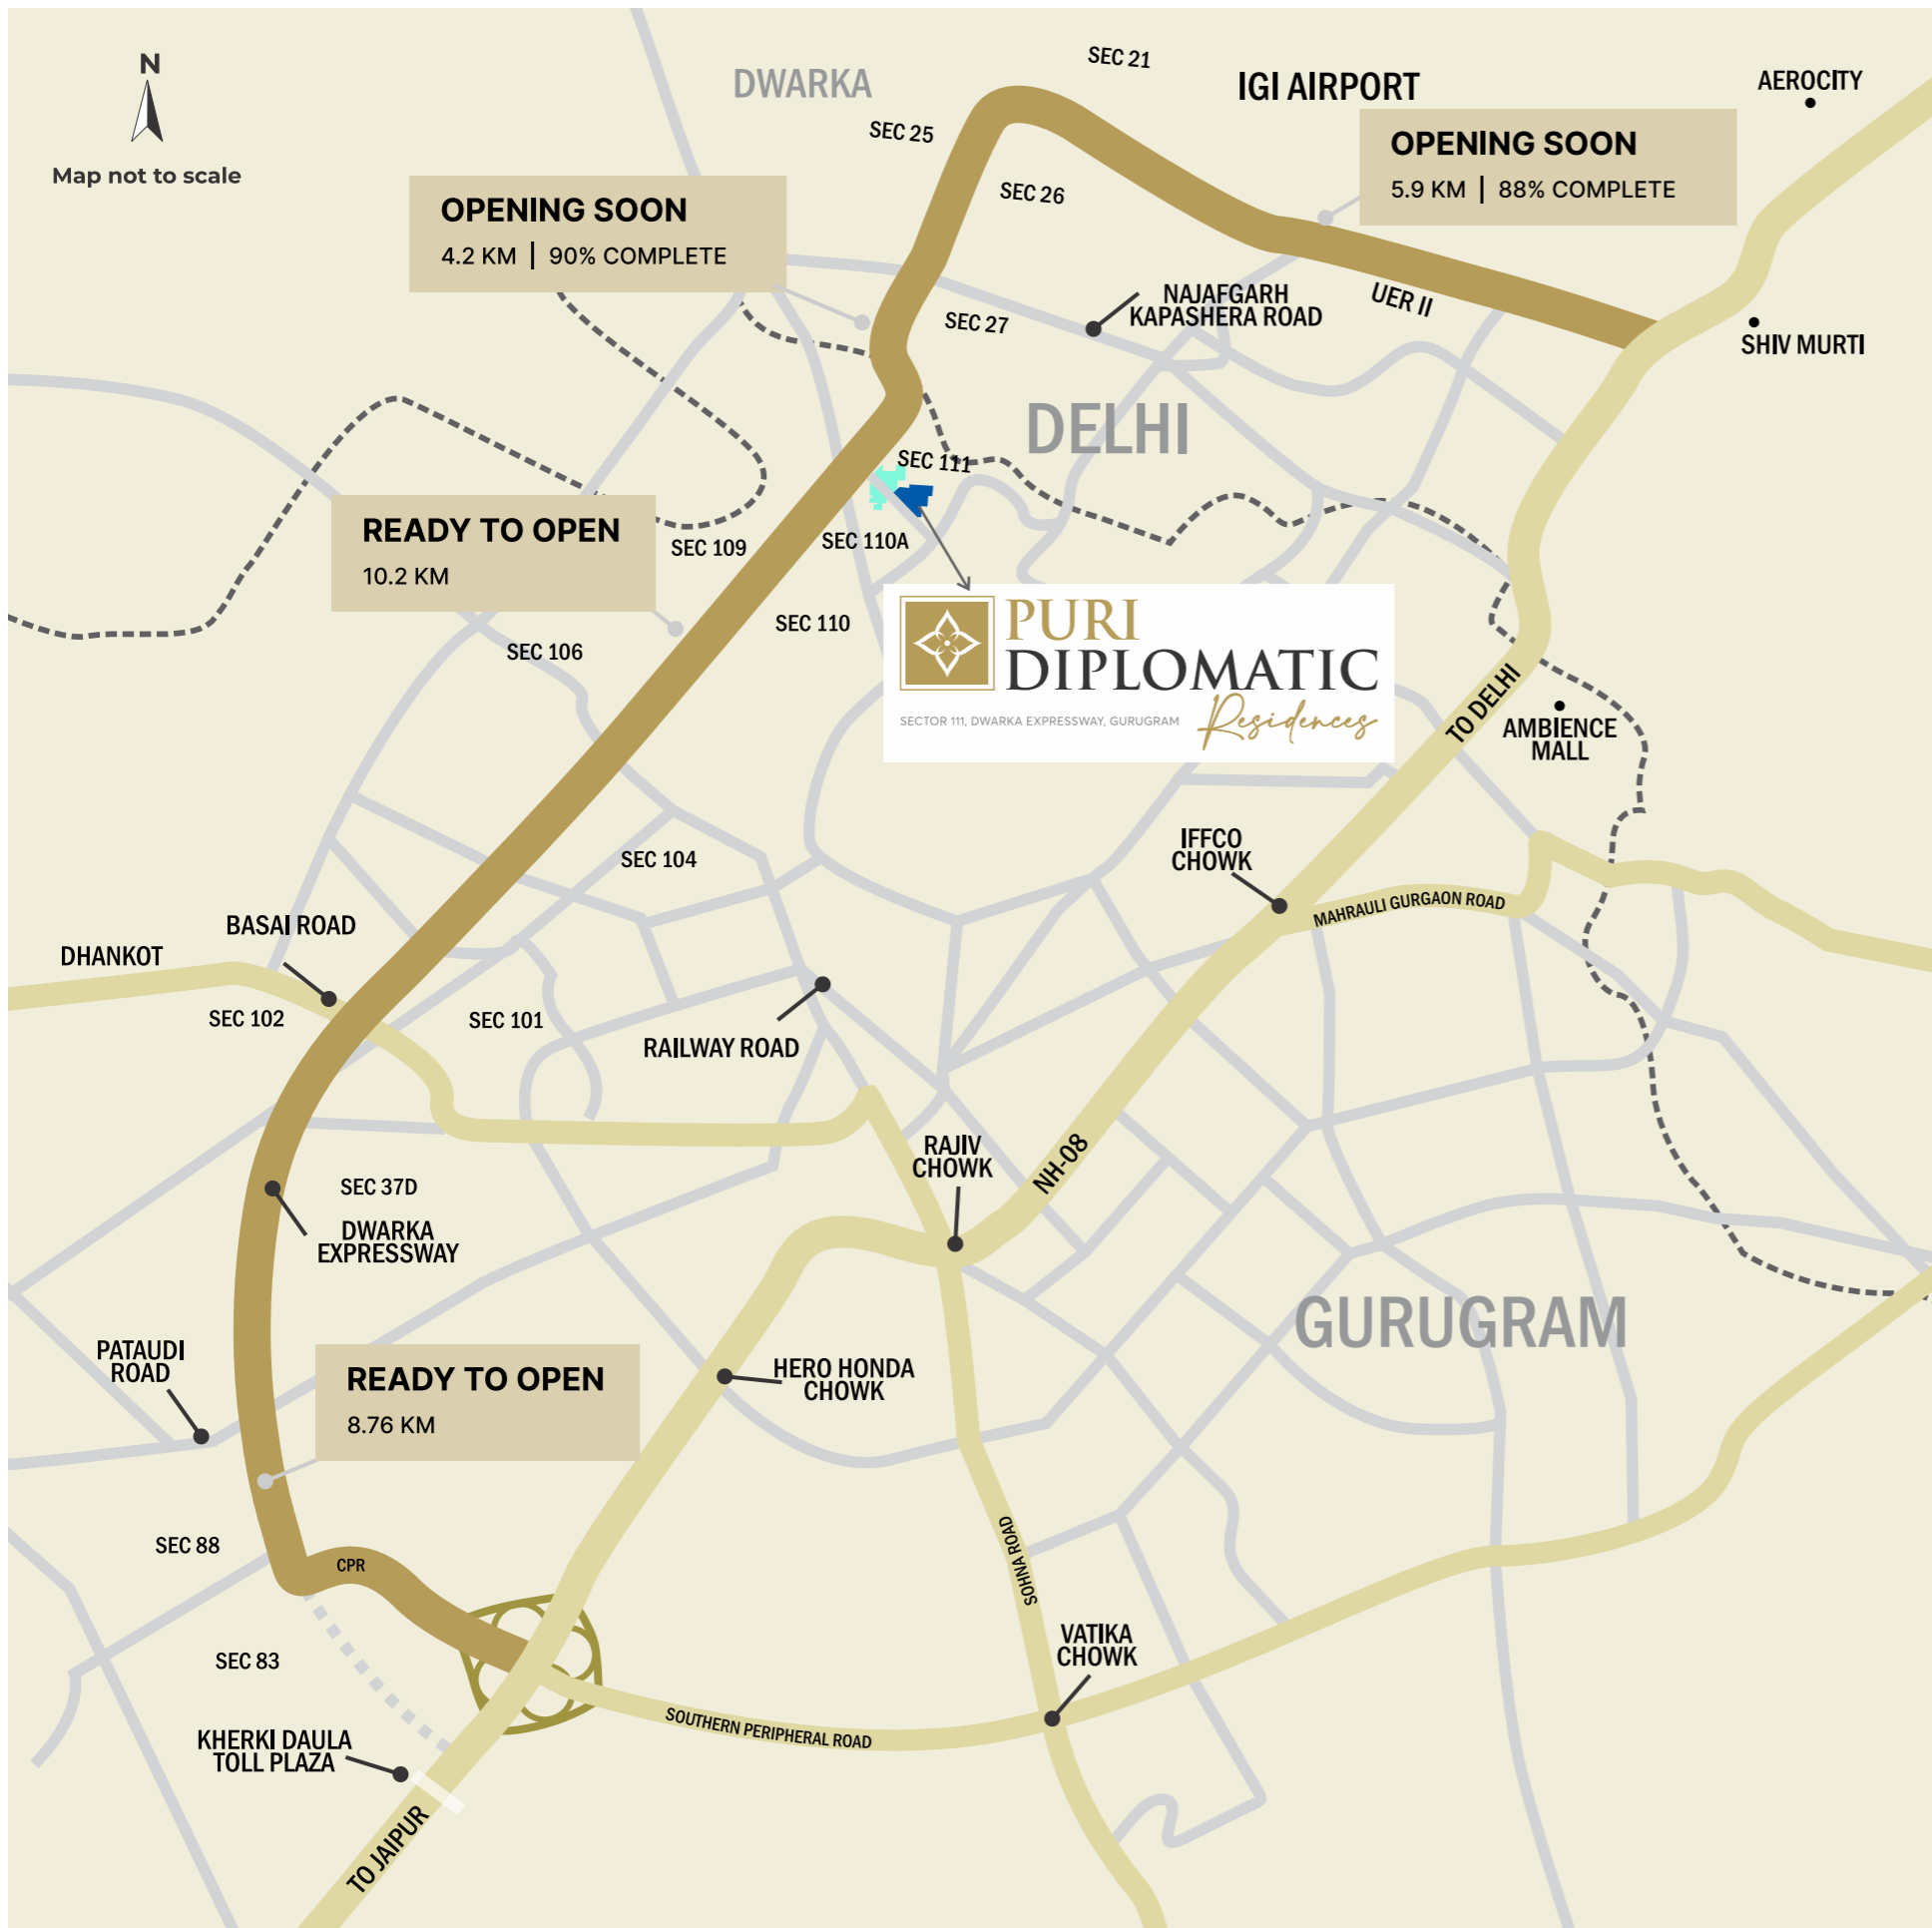 N
Map not to scale
DWARKA
SEC 21
IGI AIRPORT
AEROCITY
SEC 25
OPENING SOON
5.9 KM | 88% COMPLETE
SEC 26
OPENING SOON
4.2 KM | 90% COMPLETE
UER II
NAJAFGARH
KAPASHERA ROAD
SEC 27
SHIV MURTI
DELHI
SEC 111
READY TO OPEN
10.2 KM
SEC 109
SEC 110A
SEC 110
SEC 106
PURI
DIPLOMATIC
Residences
SECTOR 111, DWARKA EXPRESSWAY, GURUGRAM
TO DELHI
AMBIENCE
MALL
IFFCO
CHOWK
SEC 104
MAHRAULI GURGAON ROAD
BASAI ROAD
DHANKOT
SEC 102
SEC 101
RAILWAY ROAD
RAJIV
CHOWK
NH-08
SEC 37D
DWARKA
EXPRESSWAY
GURUGRAM
PATAUDI
ROAD
READY TO OPEN
8.76 KM
HERO HONDA
CHOWK
SEC 88
CPR
SOHNA ROAD
SEC 83
VATIKA
CHOWK
SOUTHERN PERIPHERAL ROAD
KHERKI DAULA
TOLL PLAZA
TO JAIPUR